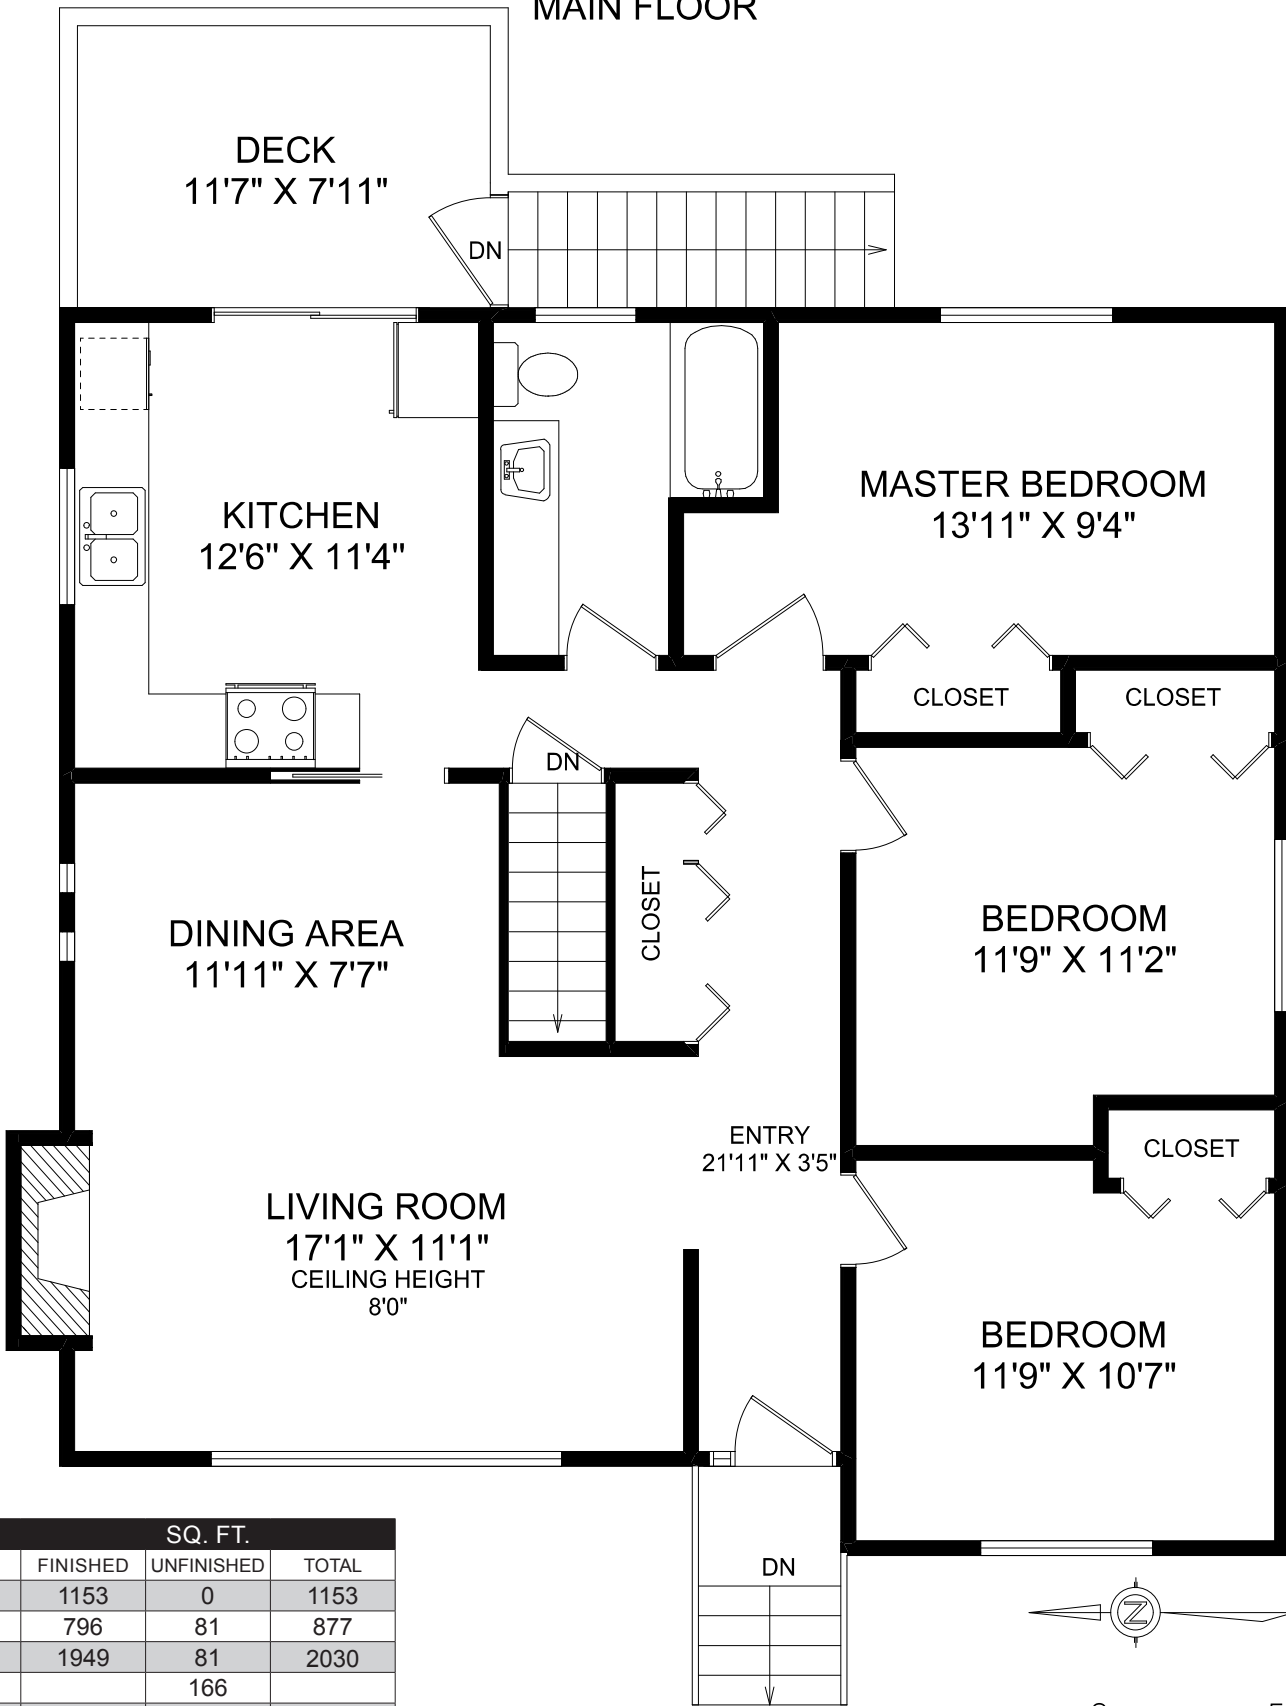 MAIN FLOOR
DECK
11'7" X 7'11"
DN
KITCHEN
12'6" X 11'4"
MASTER BEDROOM
13'11" X 9'4"
CLOSET
CLOSET
DN
CLOSET
DINING AREA
11'11" X 7'7"
BEDROOM
11'9" X 11'2"
ENTRY
21'11" X 3'5"
CLOSET
LIVING ROOM
17'1" X 11'1"
CEILING HEIGHT
8'0"
BEDROOM
11'9" X 10'7"
DN
SQ. FT.
FINISHED UNFINISHED TOTAL
1153 0 1153
796 81 877
1949 81 2030
166
N